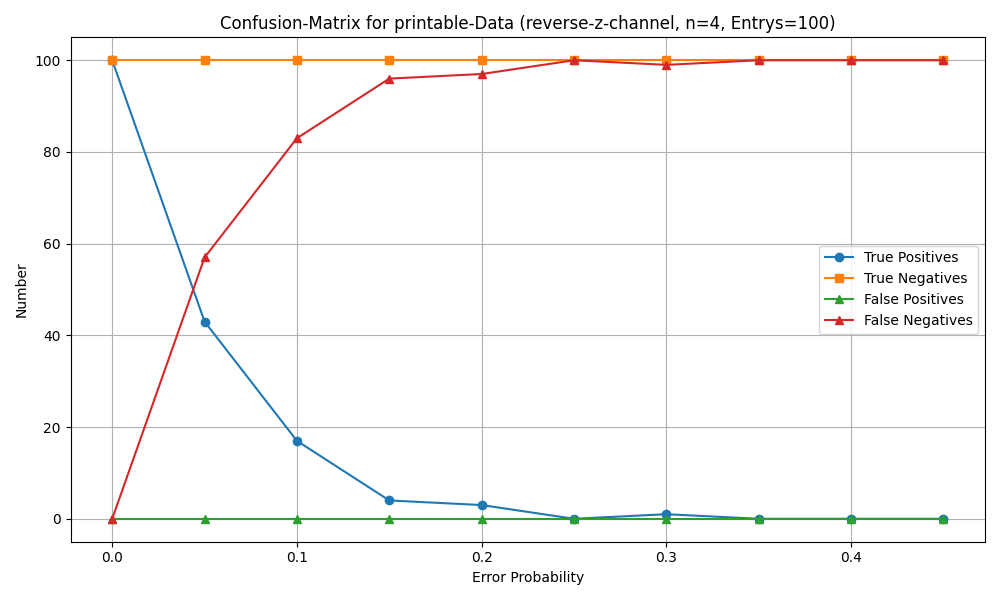 Confusion-Matrix for printable-Data (reverse-z-channel, n=4, Entrys=100)
Number
100
80
60
40
20
0
True Positives
True Negatives
False Positives
False Negatives
0.0
0.1
0.2
0.3
0.4
Error Probability